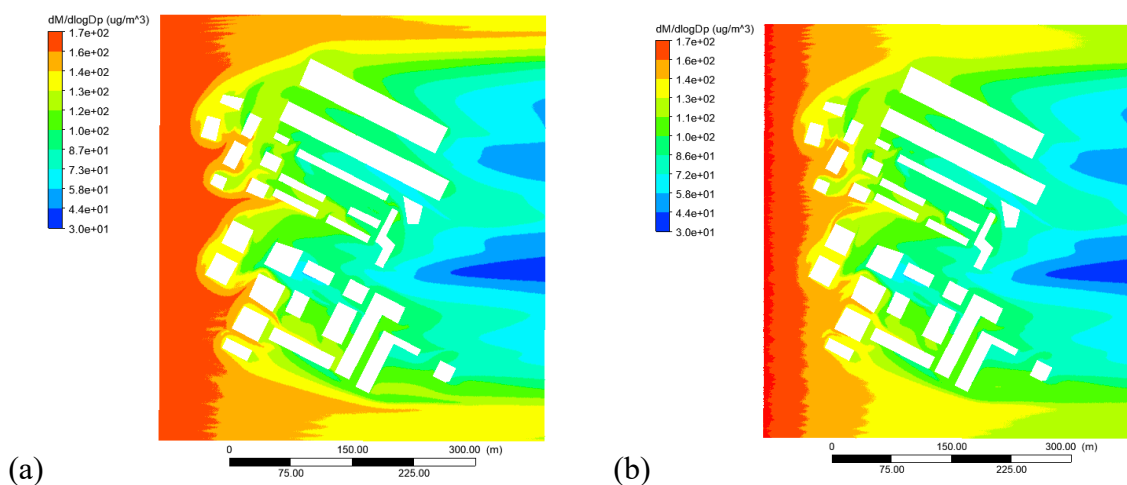 dM/dlogDp (ug/m^3)
1.7e+02
1.6e+02
1.4e+02
1.3e+02
1.2e+02
1.0e+02
8.7e+01
7.3e+01
5.8e+01
4.4e+01
3.0e+01
0 150.00 300.00 (m)
75.00 225.00
(a)
dM/dlogDp (ug/m^3)
1.7e+02
1.6e+02
1.4e+02
1.3e+02
1.2e+02
1.0e+02
8.6e+01
7.2e+01
5.8e+01
4.4e+01
3.0e+01
0 150.00 300.00 (m)
75.00 225.00
(b)